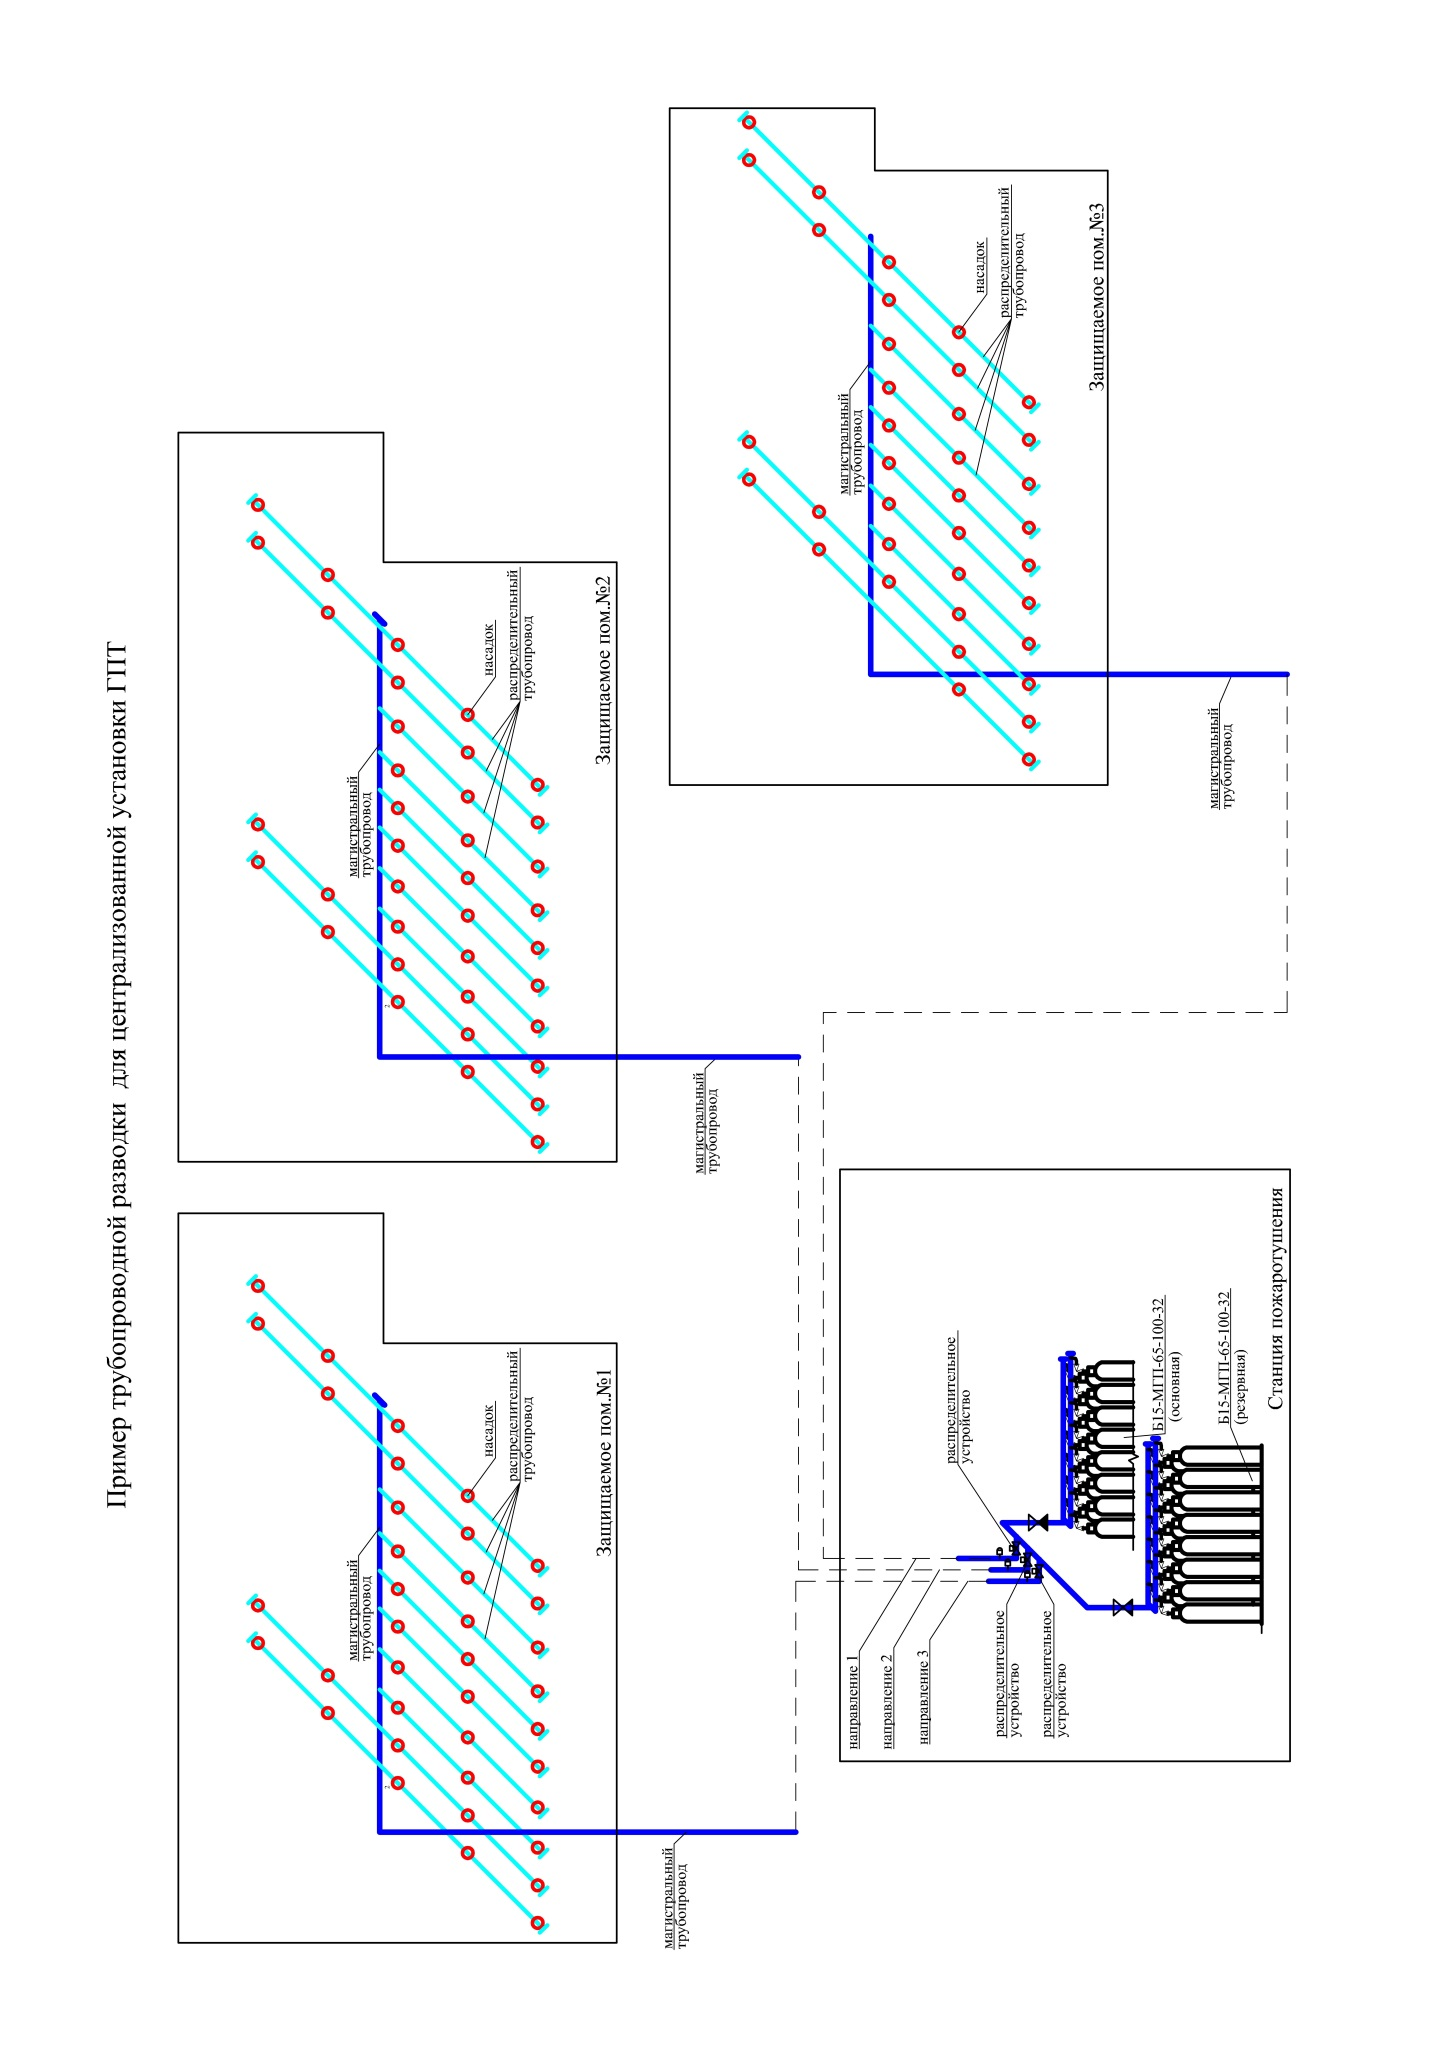 Пример трубопроводной разводки для централизованной установки ГПТ
магистральный
трубопровод
насадок
распределительный
трубопровод
Защищаемое пом.№1
2
магистральный
трубопровод
магистральный
трубопровод
насадок
распределительный
трубопровод
Защищаемое пом.№2
2
магистральный
трубопровод
магистральный
трубопровод
насадок
распределительный
трубопровод
Защищаемое пом.№3
магистральный
трубопровод
направление 1
направление 2
направление 3
распределительное
устройство
распределительное
устройство
распределительное
устройство
Б15-МГП-65-100-32
(основная)
Б15-МГП-65-100-32
(резервная)
Станция пожаротушения